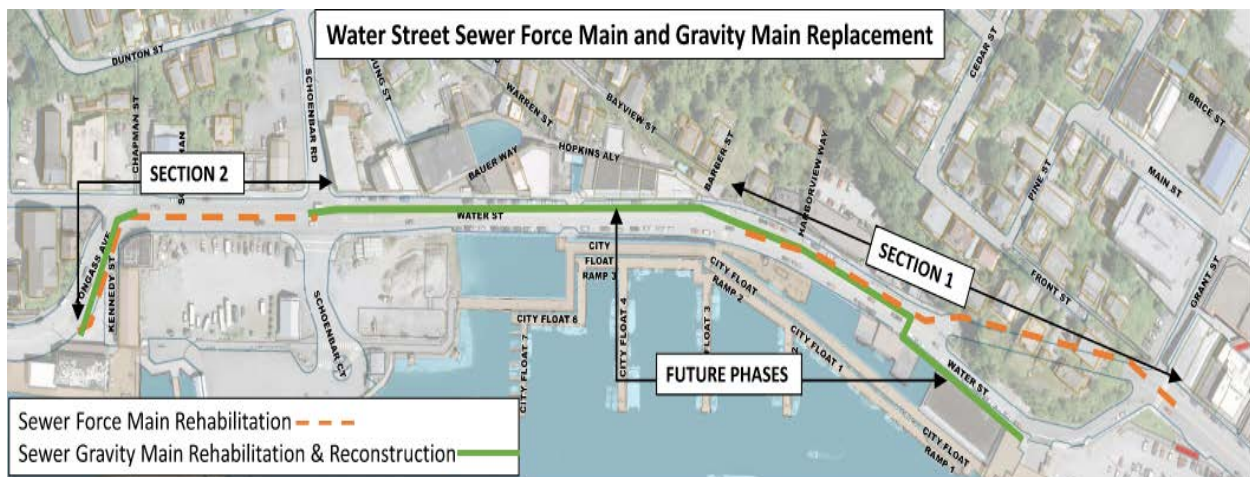 Water Street Sewer Force Main and Gravity Main Replacement
DUNTON ST
CHAPMAN ST
SCHOENBAR RD
WARREN ST
BAYVIEW ST
BARBER ST
HARBORVIEW WAY
CEDAR ST
PINE ST
BRICE ST
MAIN ST
GRANT ST
FRONT ST
BAUER WAY
HOPKINS ALY
SECTION 2
SECTION 1
WATER ST
KENNEDY ST
SCHOENBAR CT
CITY
FLOAT
RAMP 3
CITY FLOAT
RAMP 2
CITY FLOAT 6
CITY FLOAT 7
CITY FLOAT 4
CITY FLOAT 3
CITY FLOAT 1
FUTURE PHASES
WATER ST
CITY FLOAT
RAMP 1
Sewer Force Main Rehabilitation
Sewer Gravity Main Rehabilitation & Reconstruction